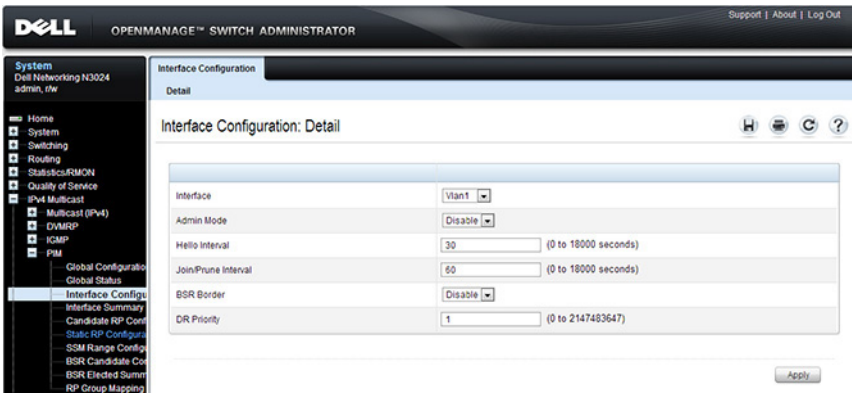 Support | About | Log Out
DELL
OPENMANAGE™ SWITCH ADMINISTRATOR
System
Dell Networking N3024
admin, r/w
Home
System
Switching
Routing
Statistics/RMON
Quality of Service
IPv4 Multicast
Multicast (IPv4)
DVMRP
IGMP
PIM
Global Configuratio
Global Status
Interface Configu
Interface Summary
Candidate RP Conf
Static RP Configura
SSM Range Configu
BSR Candidate Con
BSR Elected Summ
RP Group Mapping
Interface Configuration
Detail
Interface Configuration: Detail
H ?
Interface Vlan1
Admin Mode Disable
Hello Interval 30 (0 to 18000 seconds)
Join/Prune Interval 60 (0 to 18000 seconds)
BSR Border Disable
DR Priority 1 (0 to 2147483647)
Apply